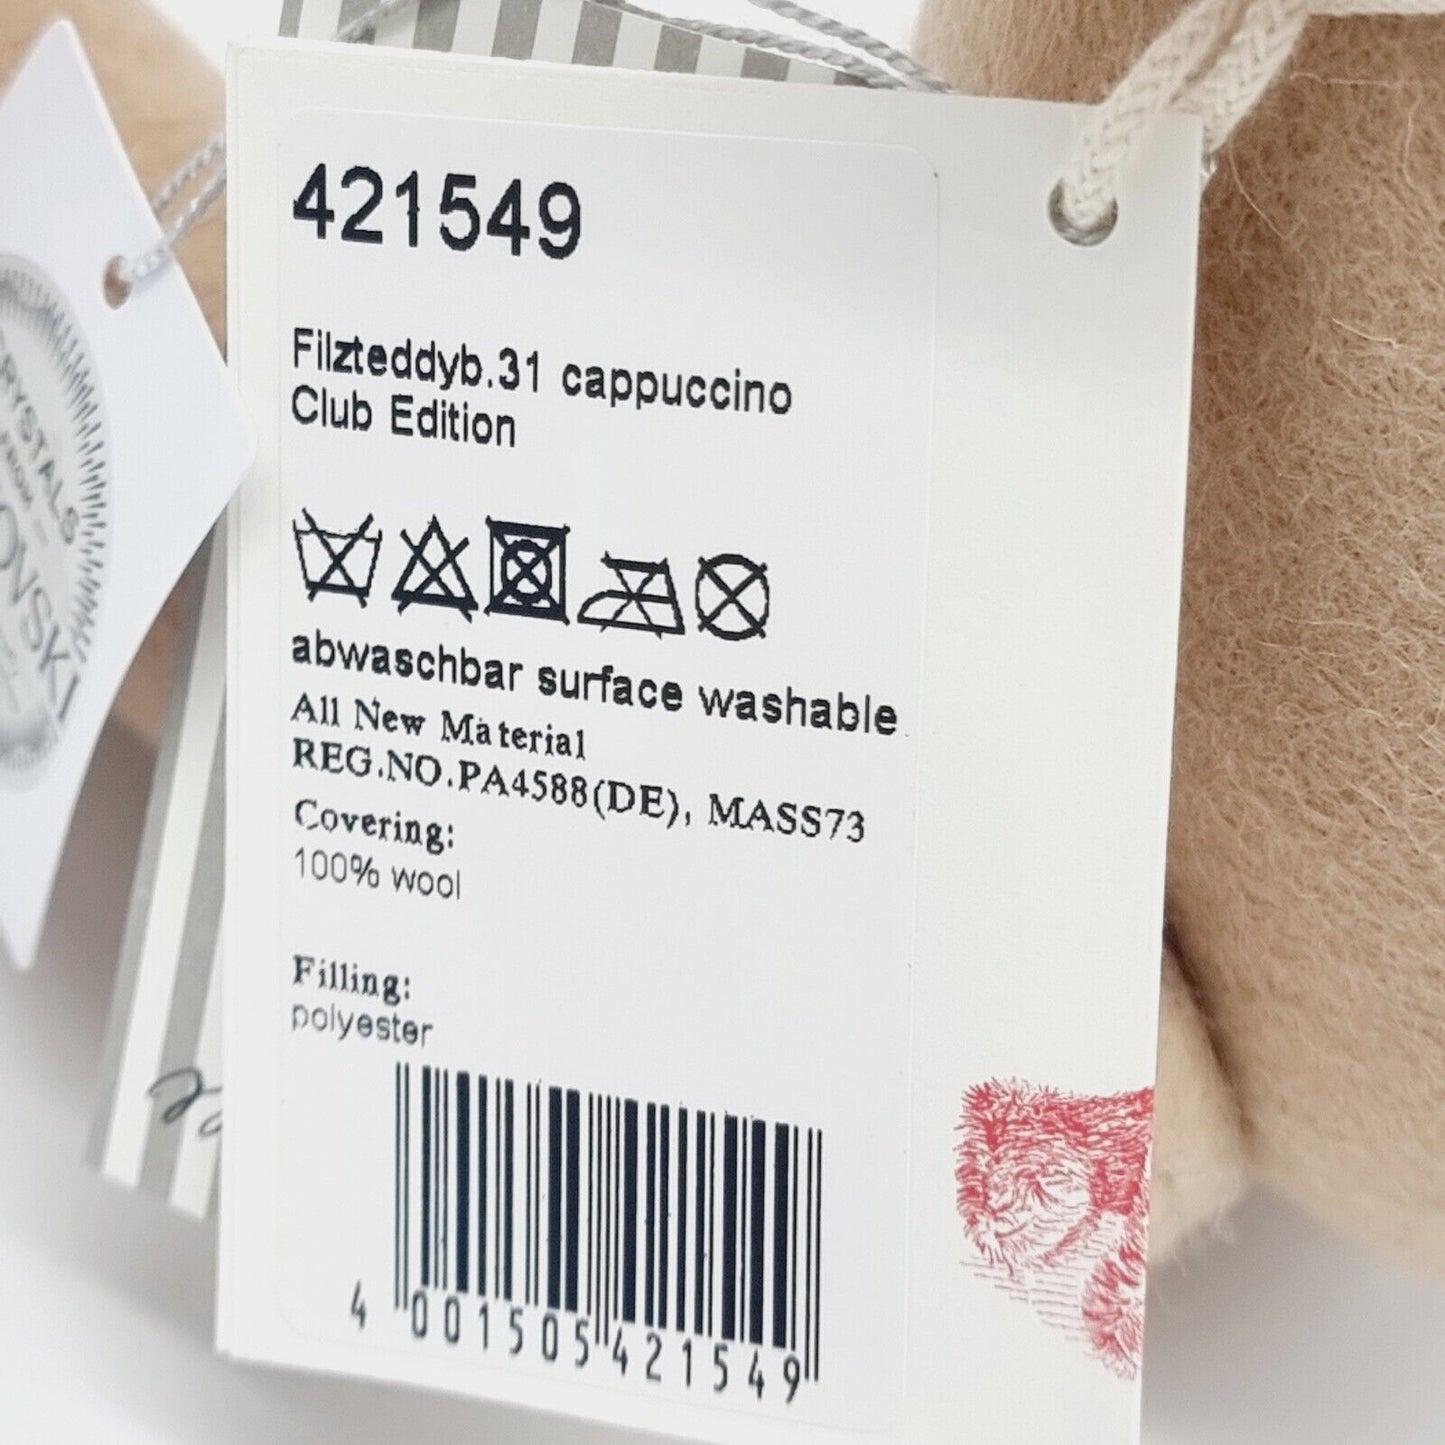 421549
Filzteddyb.31 cappuccino
Club Edition
abwaschbar surface washable
All New Material
REG.NO.PA4588(DE), MASS73
Covering:
100% wool
Filling:
polyester
4 001505 421549